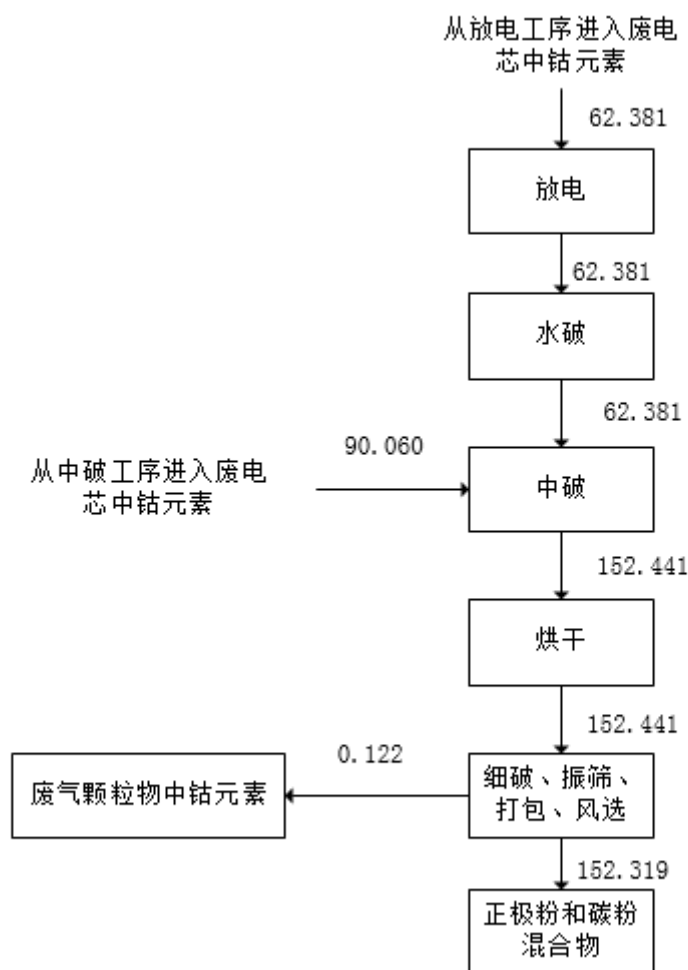 从放电工序进入废电
芯中钴元素
62.381
放电
62.381
水破
62.381
90.060
从中破工序进入废电
芯中钴元素
中破
152.441
烘干
152.441
0.122
废气颗粒物中钴元素
细破、振筛、
打包、风选
152.319
正极粉和碳粉
混合物